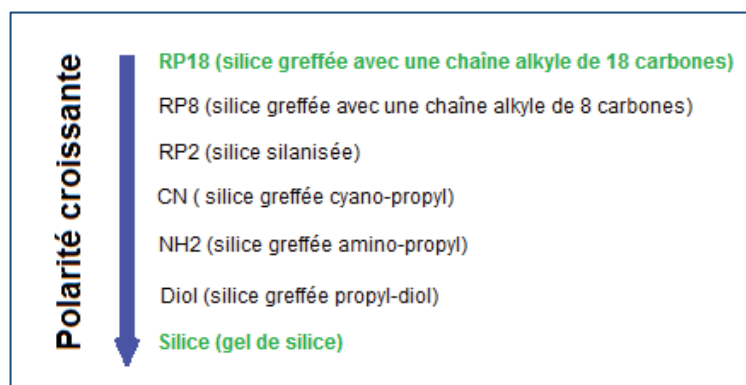 Polarité croissante
RP18 (silice greffée avec une chaîne alkyle de 18 carbones)
RP8 (silice greffée avec une chaîne alkyle de 8 carbones)
RP2 (silice silanisée)
CN ( silice greffée cyano-propyl)
NH2 (silice greffée amino-propyl)
Diol (silice greffée propyl-diol)
Silice (gel de silice)